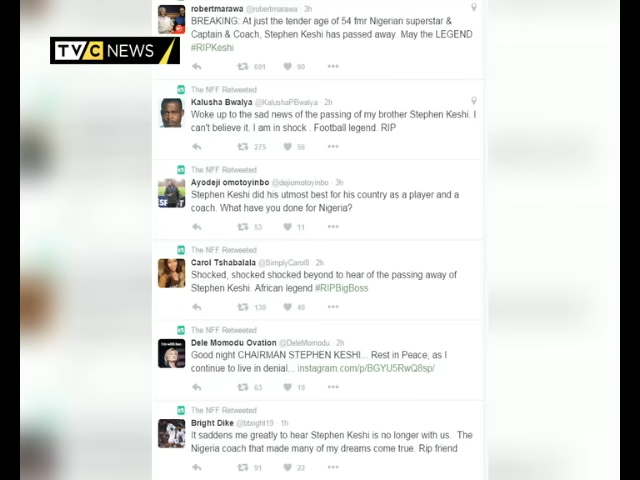 robertmarawa @robertmarawa · 3h
BREAKING: At just the tender age of 54 fmr Nigerian superstar &
Captain & Coach, Stephen Keshi has passed away. May the LEGEND
#RIPKeshi
TVC NEWS
691 90
The NFF Retweeted
Kalusha Bwalya @KalushaPBwalya · 2h
Woke up to the sad news of the passing of my brother Stephen Keshi. I
can't believe it. I am in shock . Football legend. RIP
275 56
The NFF Retweeted
Ayodeji omotoyinbo @dejiomotoyinbo · 3h
Stephen Keshi did his utmost best for his country as a player and a
coach. What have you done for Nigeria?
53 11
The NFF Retweeted
Carol Tshabalala @SimplyCarol8 · 2h
Shocked, shocked shocked beyond to hear of the passing away of
Stephen Keshi. African legend #RIPBigBoss
138 40
The NFF Retweeted
Dele Momodu Ovation @DeleMomodu · 2h
Good night CHAIRMAN STEPHEN KESHI... Rest in Peace, as I
continue to live in denial... instagram.com/p/BGYU5RwQ8sp/
63 10
The NFF Retweeted
Bright Dike @bbright19 · 1h
It saddens me greatly to hear Stephen Keshi is no longer with us. The
Nigeria coach that made many of my dreams come true. Rip friend
91 22